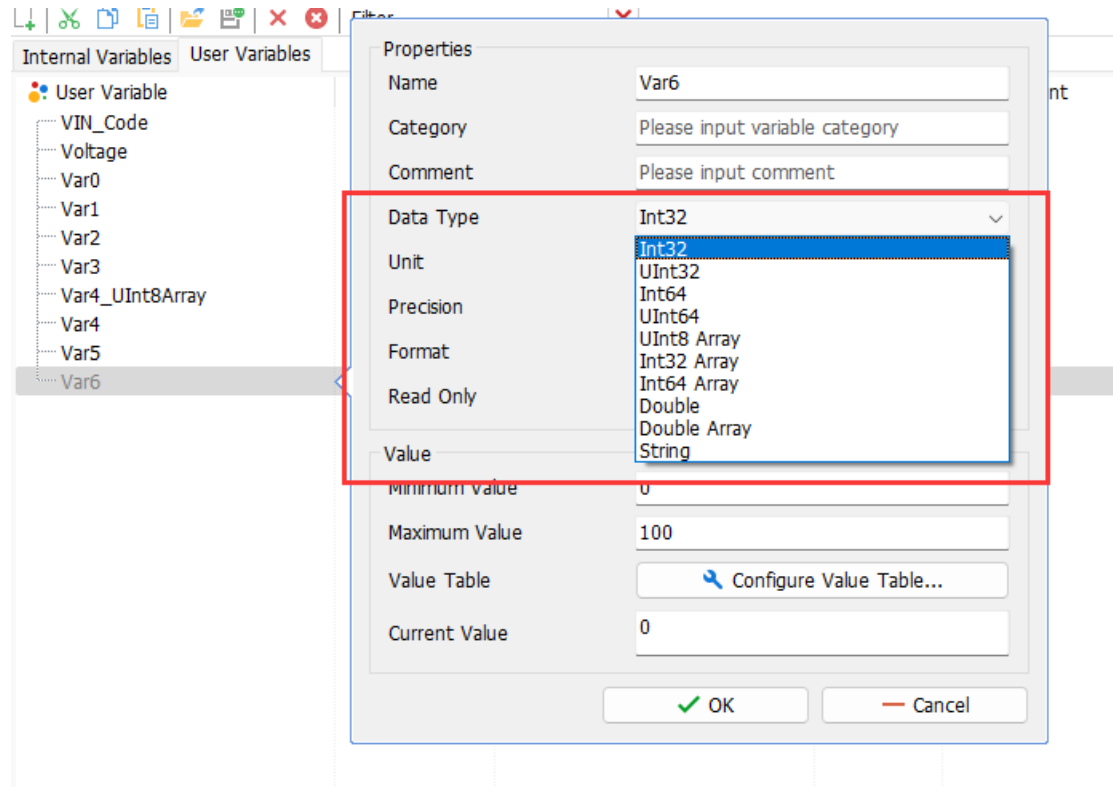 Filter
Internal Variables
User Variables
User Variable
VIN_Code
Voltage
Var0
Var1
Var2
Var3
Var4_UInt8Array
Var4
Var5
Var6
nt
Properties
Name
Var6
Category
Please input variable category
Comment
Please input comment
Data Type
Int32
Unit
Precision
Format
Read Only
Int32
UInt32
Int64
UInt64
UInt8 Array
Int32 Array
Int64 Array
Double
Double Array
String
Value
Minimum Value
0
Maximum Value
100
Value Table
Configure Value Table...
Current Value
0
OK
Cancel